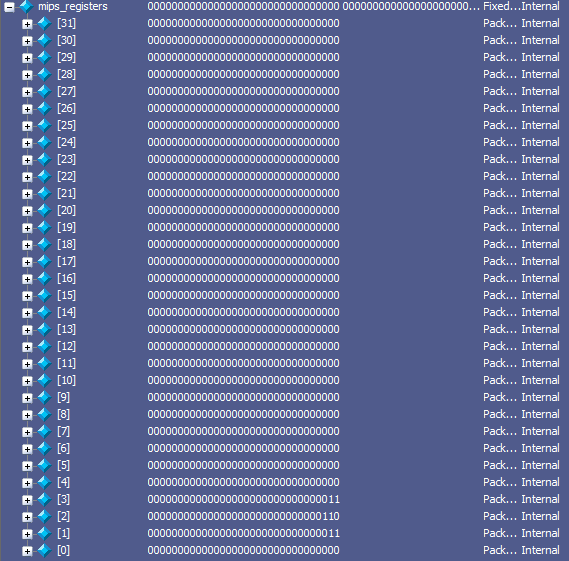 mips_registers 00000000000000000000000000000000 000000000000000000000... Fixed... Internal
[31] 00000000000000000000000000000000 Pack... Internal
[30] 00000000000000000000000000000000 Pack... Internal
[29] 00000000000000000000000000000000 Pack... Internal
[28] 00000000000000000000000000000000 Pack... Internal
[27] 00000000000000000000000000000000 Pack... Internal
[26] 00000000000000000000000000000000 Pack... Internal
[25] 00000000000000000000000000000000 Pack... Internal
[24] 00000000000000000000000000000000 Pack... Internal
[23] 00000000000000000000000000000000 Pack... Internal
[22] 00000000000000000000000000000000 Pack... Internal
[21] 00000000000000000000000000000000 Pack... Internal
[20] 00000000000000000000000000000000 Pack... Internal
[19] 00000000000000000000000000000000 Pack... Internal
[18] 00000000000000000000000000000000 Pack... Internal
[17] 00000000000000000000000000000000 Pack... Internal
[16] 00000000000000000000000000000000 Pack... Internal
[15] 00000000000000000000000000000000 Pack... Internal
[14] 00000000000000000000000000000000 Pack... Internal
[13] 00000000000000000000000000000000 Pack... Internal
[12] 00000000000000000000000000000000 Pack... Internal
[11] 00000000000000000000000000000000 Pack... Internal
[10] 00000000000000000000000000000000 Pack... Internal
[9] 00000000000000000000000000000000 Pack... Internal
[8] 00000000000000000000000000000000 Pack... Internal
[7] 00000000000000000000000000000000 Pack... Internal
[6] 00000000000000000000000000000000 Pack... Internal
[5] 00000000000000000000000000000000 Pack... Internal
[4] 00000000000000000000000000000000 Pack... Internal
[3] 00000000000000000000000000000011 Pack... Internal
[2] 00000000000000000000000000000110 Pack... Internal
[1] 00000000000000000000000000000011 Pack... Internal
[0] 00000000000000000000000000000000 Pack... Internal